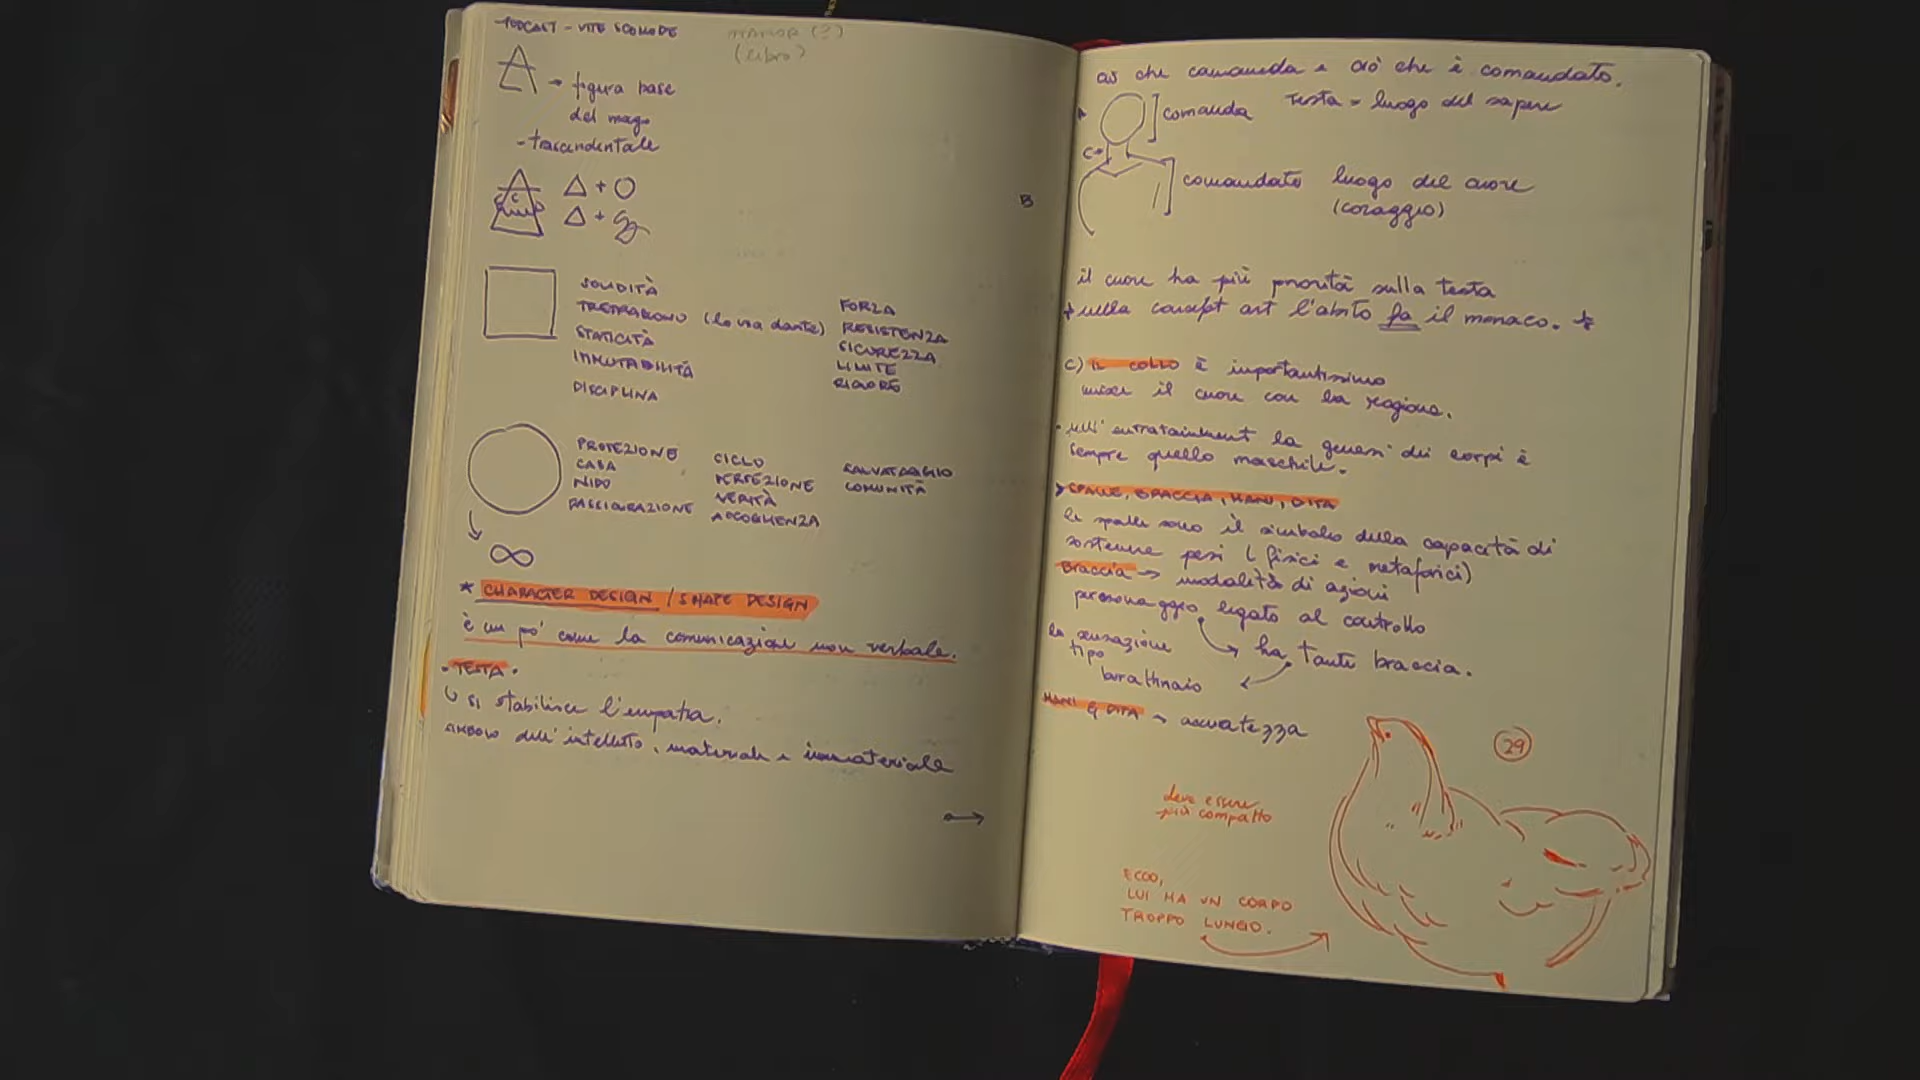 PODCAST - VITE SCOMODE
(libro)
→ figura base
del mago
- trascendentale
△ + ○
△ +
SOLIDITÀ
TETRAGONO (lo usa dante)
STATICITÀ
IMMUTABILITÀ
DISCIPLINA
FORZA
RESISTENZA
SICUREZZA
LIMITE
RIGORE
PROTEZIONE
CASA
NIDO
RASSICURAZIONE
CICLO
PERFEZIONE
VERITÀ
ACCOGLIENZA
SALVATAGGIO
COMUNITÀ
∞
* CHARACTER DESIGN / SHAPE DESIGN
è un po' come la comunicazione non verbale.
- TESTA.
↳ si stabilisce l'empatia.
SIMBOLO dell'intelletto, materiale e immateriale
→
ciò che comanda e ciò che è comandato.
A
comanda testa = luogo del sapere
C→
B
comandato luogo del cuore
(coraggio)
il cuore ha più priorità sulla testa
* nella concept art l'abito fa il monaco. *
C) IL COLLO è importantissimo
unisce il cuore con la ragione.
• nell'entratainment la genesi dei corpi è
sempre quello maschile.
> SPALLE, BRACCIA, MANI, DITA
le spalle sono il simbolo della capacità di
sostenere pesi (fisici e metaforici)
Braccia → modalità di azioni
personaggio legato al controllo
ha tante braccia.
la sensazione
tipo
burattinaio
MANI & DITA → accuratezza
29
deve essere
più compatto
ECCO,
LUI HA UN CORPO
TROPPO LUNGO.